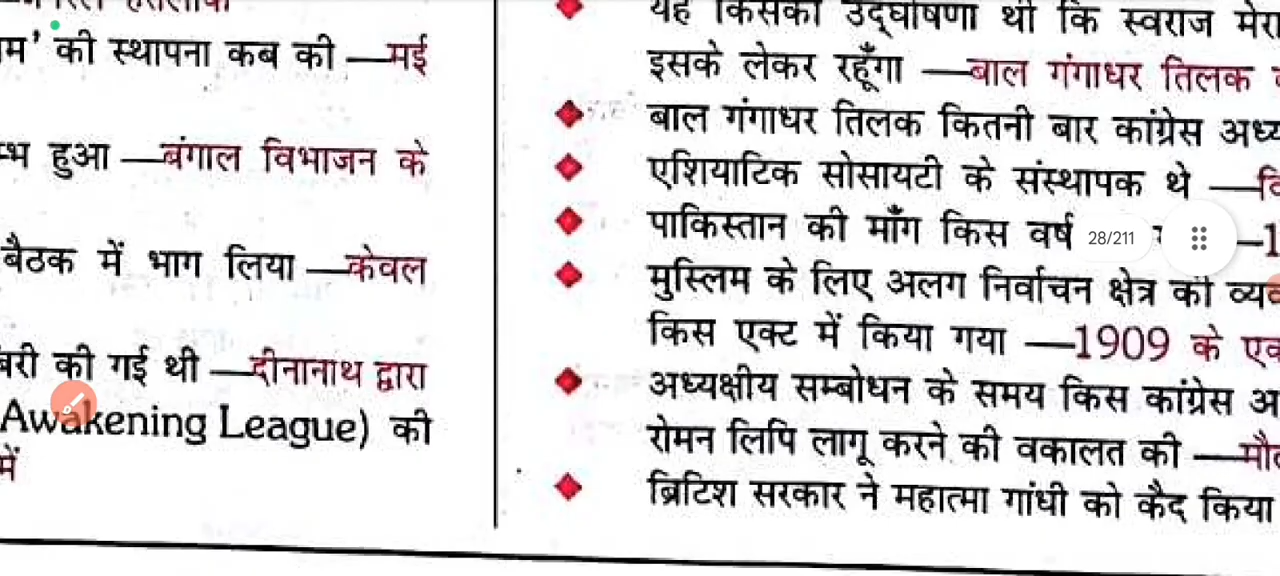 म' की स्थापना कब की —मई
म्भ हुआ —बंगाल विभाजन के
बैठक में भाग लिया —केवल
की गई थी —दीनानाथ द्वारा
Awakening League) की
में
यह किसकी उद्घोषणा थी कि स्वराज मेरा
इसके लेकर रहूँगा —बाल गंगाधर तिलक
बाल गंगाधर तिलक कितनी बार कांग्रेस
एशियाटिक सोसायटी के संस्थापक थे —
पाकिस्तान की माँग किस वर्ष
28/211
मुस्लिम के लिए अलग निर्वाचन क्षेत्र की
किस एक्ट में किया गया —1909 के
अध्यक्षीय सम्बोधन के समय किस कांग्रेस
रोमन लिपि लागू करने की वकालत की —
ब्रिटिश सरकार ने महात्मा गांधी को कैद किया